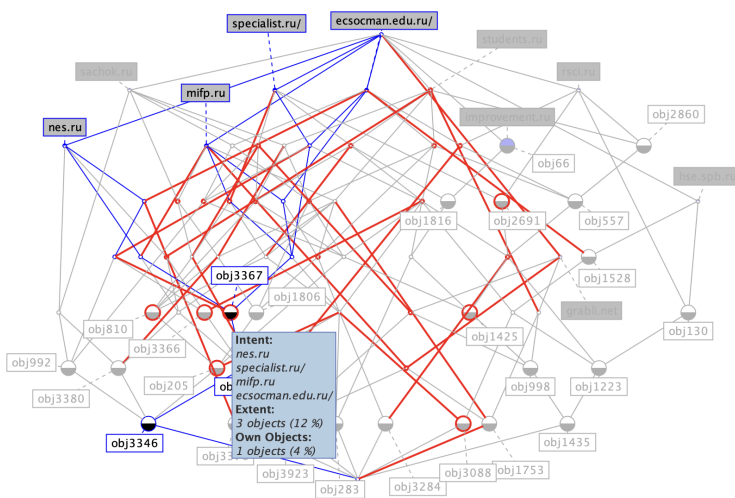 specialist.ru/
ecsocman.edu.ru/
students.ru
sachok.ru
rsci.ru
mifp.ru
improvement.ru
obj2860
nes.ru
obj66
hse.spb.ru
obj1816
obj2691
obj557
obj3367
obj1528
obj1806
grabli.net
obj810
obj1425
obj130
obj3366
obj992
Intent:
nes.ru
specialist.ru/
mifp.ru
ecsocman.edu.ru/
Extent:
3 objects (12 %)
Own Objects:
1 objects (4 %)
obj205
obj998
obj1223
obj3380
obj3346
obj1435
obj3923
obj283
obj3284
obj3088
obj1753